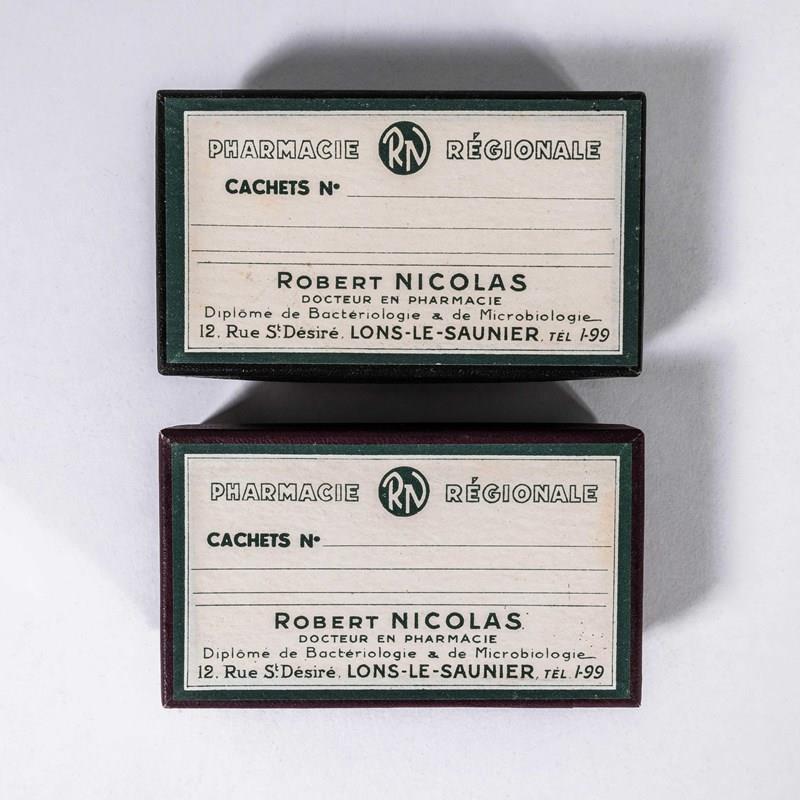 PHARMACIE RN RÉGIONALE
CACHETS Nº
ROBERT NICOLAS
DOCTEUR EN PHARMACIE
Diplômé de Bactériologie & de Microbiologie
12, Rue St Désiré, LONS-LE-SAUNIER, TÉL 1-99
PHARMACIE RN RÉGIONALE
CACHETS Nº
ROBERT NICOLAS
DOCTEUR EN PHARMACIE
Diplômé de Bactériologie & de Microbiologie
12, Rue St Désiré, LONS-LE-SAUNIER, TÉL. 1-99